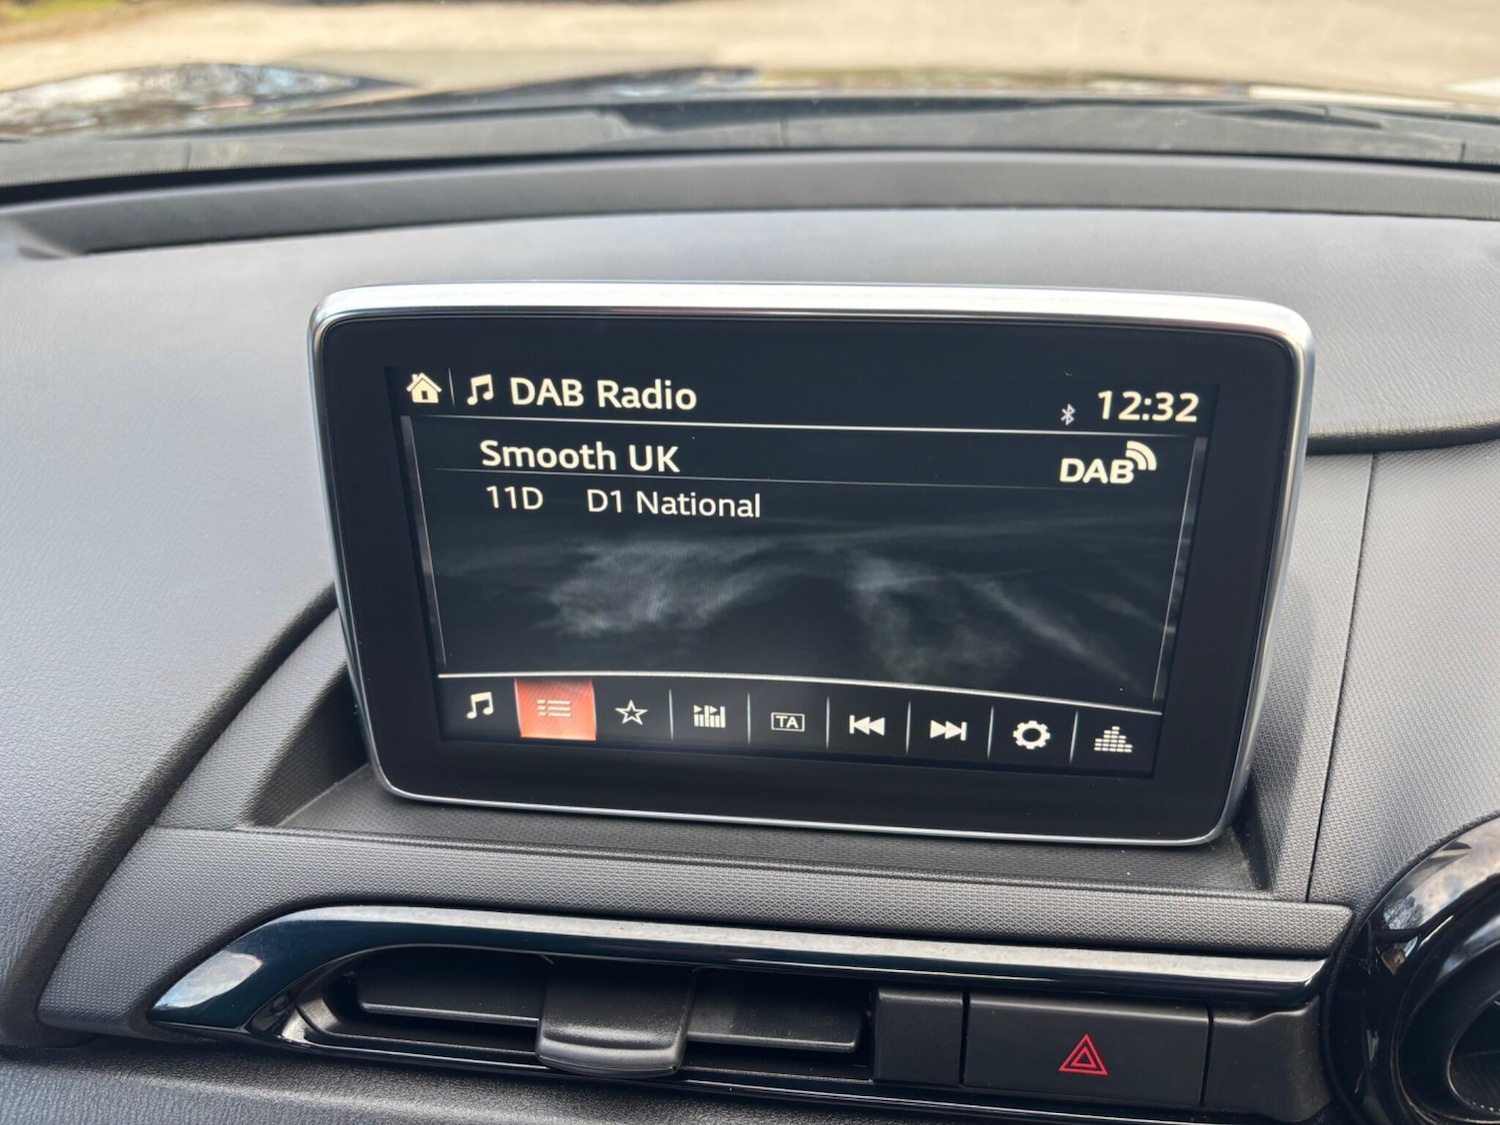 DAB Radio 12:32
Smooth UK DAB
11D D1 National
TA